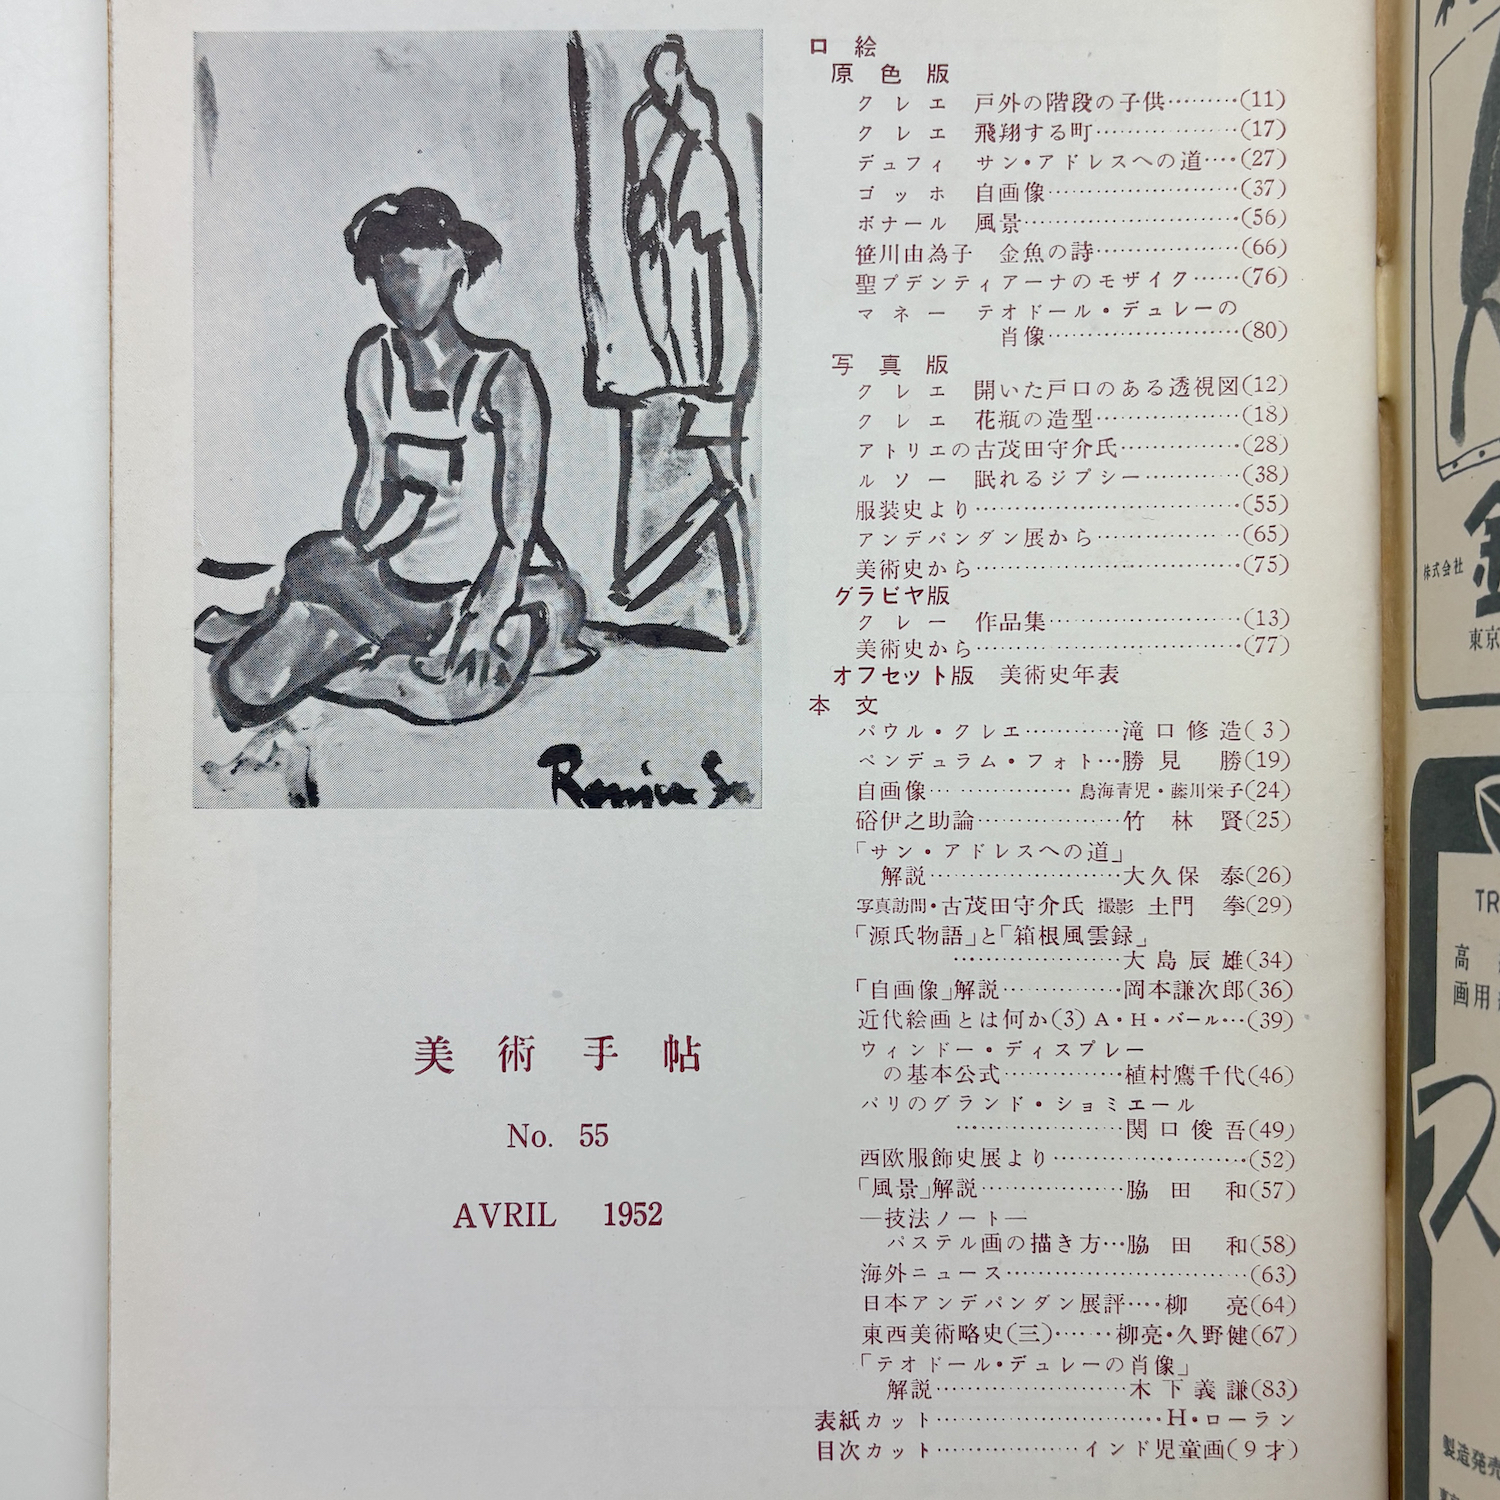 口絵
原色版
クレエ 戸外の階段の子供………(11)
クレエ 飛翔する町………………(17)
デュフィ サン・アドレスへの道….(27)
ゴッホ 自画像……………………(37)
ボナール 風景………………………(56)
笹川由為子 金魚の詩………………(66)
聖プデンティアーナのモザイク……(76)
マネー テオドール・デュレーの
肖像……………………(80)
写真版
クレエ 開いた戸口のある透視図(12)
クレエ 花瓶の造型………………(18)
アトリエの古茂田守介氏……………(28)
ルソー 眠れるジプシー…………(38)
服装史より……………………………(55)
アンデパンダン展から………………(65)
美術史から……………………………(75)
グラビヤ版
クレー 作品集……………………(13)
美術史から……………………………(77)
オフセット版 美術史年表
本文
パウル・クレエ…………滝口修造(3)
ペンデュラム・フォト…勝見 勝(19)
自画像………………鳥海青児・藤川栄子(24)
硲伊之助論………………竹林 賢(25)
「サン・アドレスへの道」
解説……………………大久保 泰(26)
写真訪問・古茂田守介氏 撮影 土門 拳(29)
「源氏物語」と「箱根風雲録」
……………………大島辰雄(34)
「自画像」解説……………岡本謙次郎(36)
近代絵画とは何か(3) A・H・バール…(39)
ウィンドー・ディスプレー
の基本公式……………植村鷹千代(46)
パリのグランド・ショミエール
…………………関口俊吾(49)
西欧服飾史展より……………………(52)
「風景」解説………………脇田 和(57)
―技法ノート―
パステル画の描き方…脇田 和(58)
海外ニュース…………………………(63)
日本アンデパンダン展評….柳 亮(64)
東西美術略史(三)……柳亮・久野健(67)
「テオドール・デュレーの肖像」
解説……………………木下義謙(83)
表紙カット…………………………H・ローラン
目次カット………………インド児童画(9才)
美術手帖
No. 55
AVRIL 1952
株式会社
東京
TR
高
画用
ス
製造発売